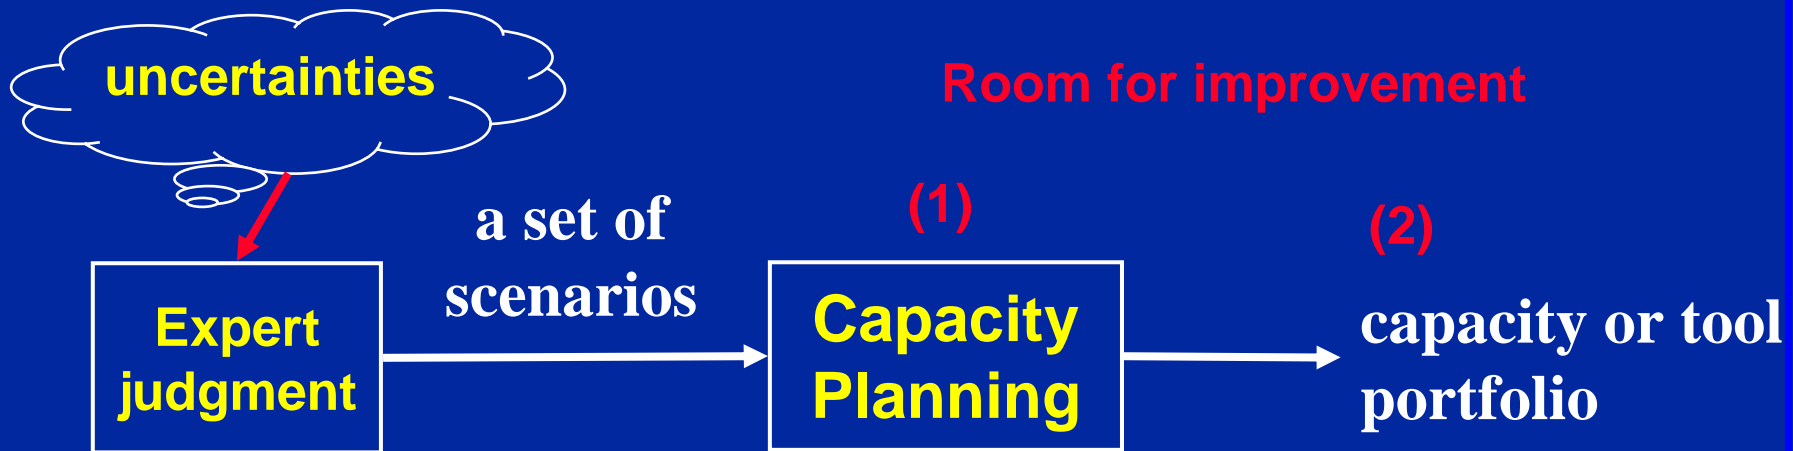 uncertainties
Room for improvement
a set of
scenarios
(1)
(2)
Expert
judgment
Capacity
Planning
capacity or tool
portfolio